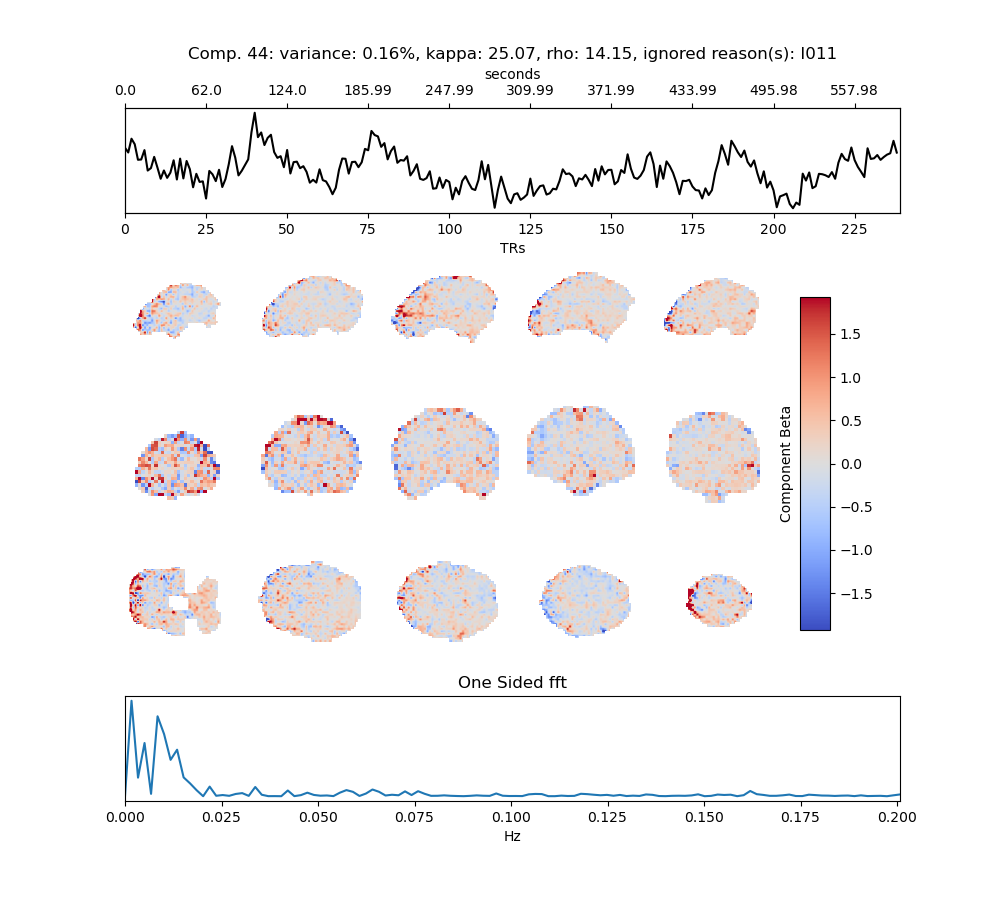 Comp. 44: variance: 0.16%, kappa: 25.07, rho: 14.15, ignored reason(s): I011
seconds
0.0 62.0 124.0 185.99 247.99 309.99 371.99 433.99 495.98 557.98
0 25 50 75 100 125 150 175 200 225
TRs
Component Beta
1.5
1.0
0.5
0.0
−0.5
−1.0
−1.5
One Sided fft
0.000 0.025 0.050 0.075 0.100 0.125 0.150 0.175 0.200
Hz